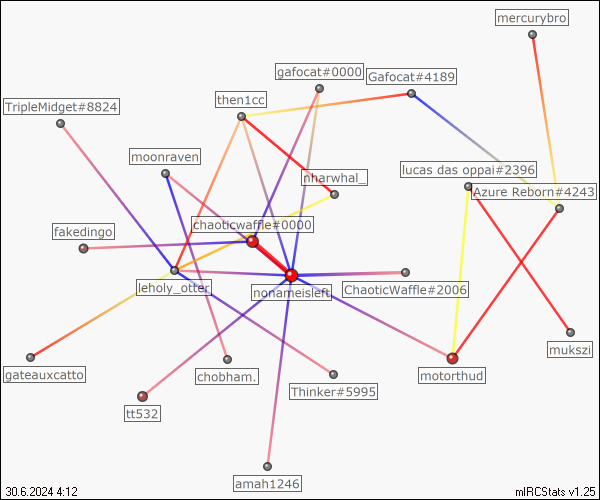 mercurybro
gafocat#0000
Gafocat#4189
TripleMidget#8824
then1cc
moonraven
lucas das oppai#2396
nharwhal_
Azure Reborn#4243
chaoticwaffle#0000
fakedingo
leholy_otter
nonameisleft
ChaoticWaffle#2006
mukszi
gateauxcatto
chobham.
motorthud
Thinker#5995
tt532
amah1246
30.6.2024 4:12
mIRCStats v1.25